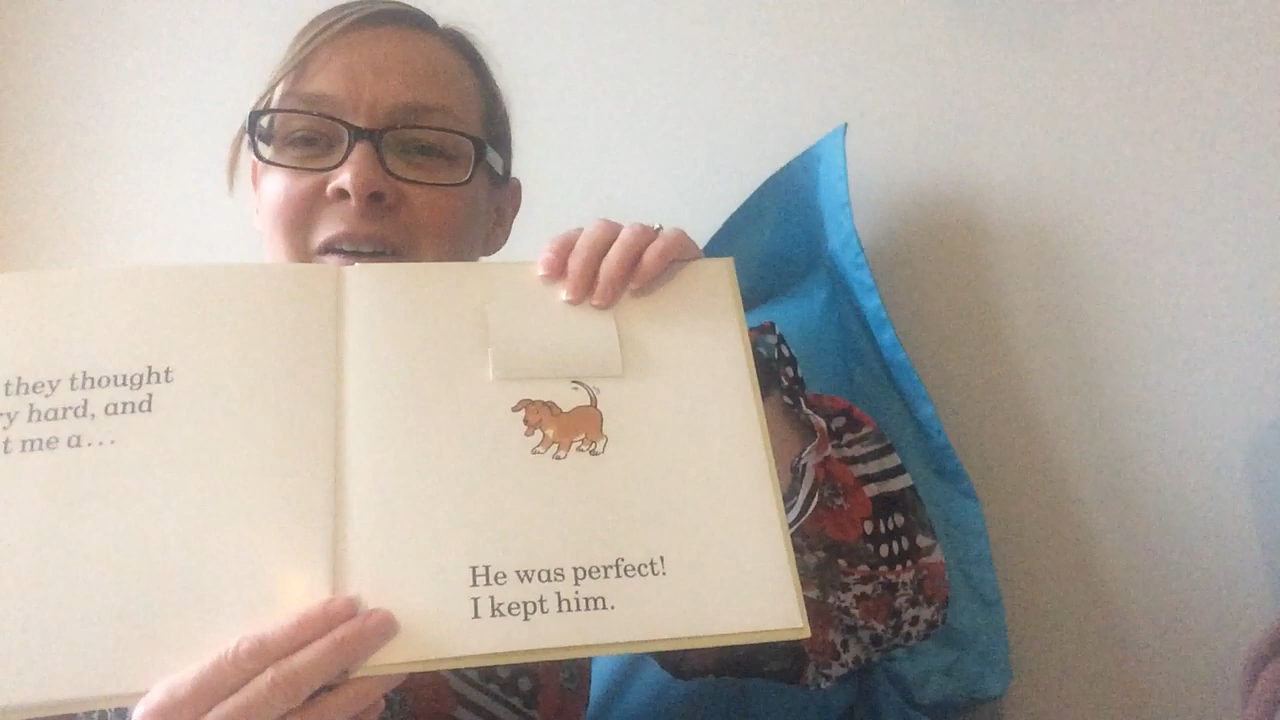 they thought
hard, and
me a...
He was perfect!
I kept him.